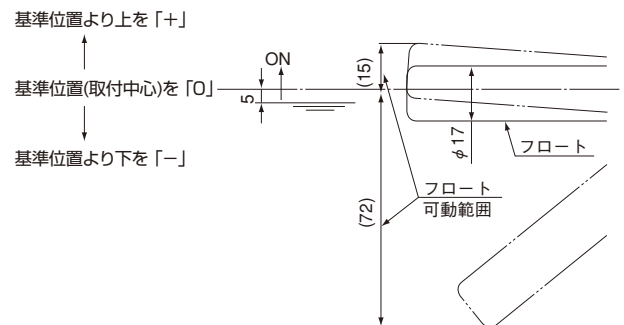 基準位置より上を「+」
ON
基準位置(取付中心)を「0」
5
(15)
基準位置より下を「−」
φ17
フロート
フロート
可動範囲
(72)